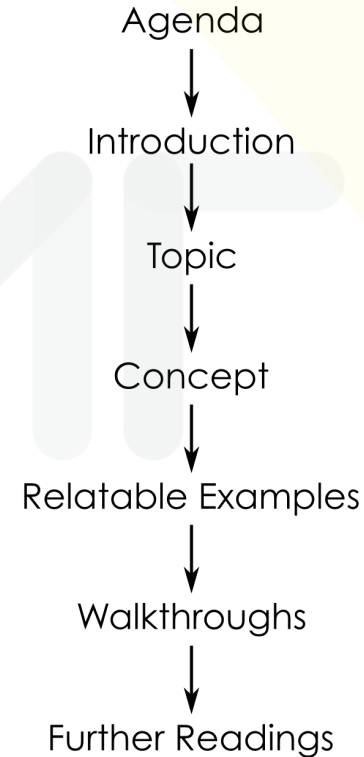 Agenda
Introduction
Topic
Concept
Relatable Examples
Walkthroughs
Further Readings